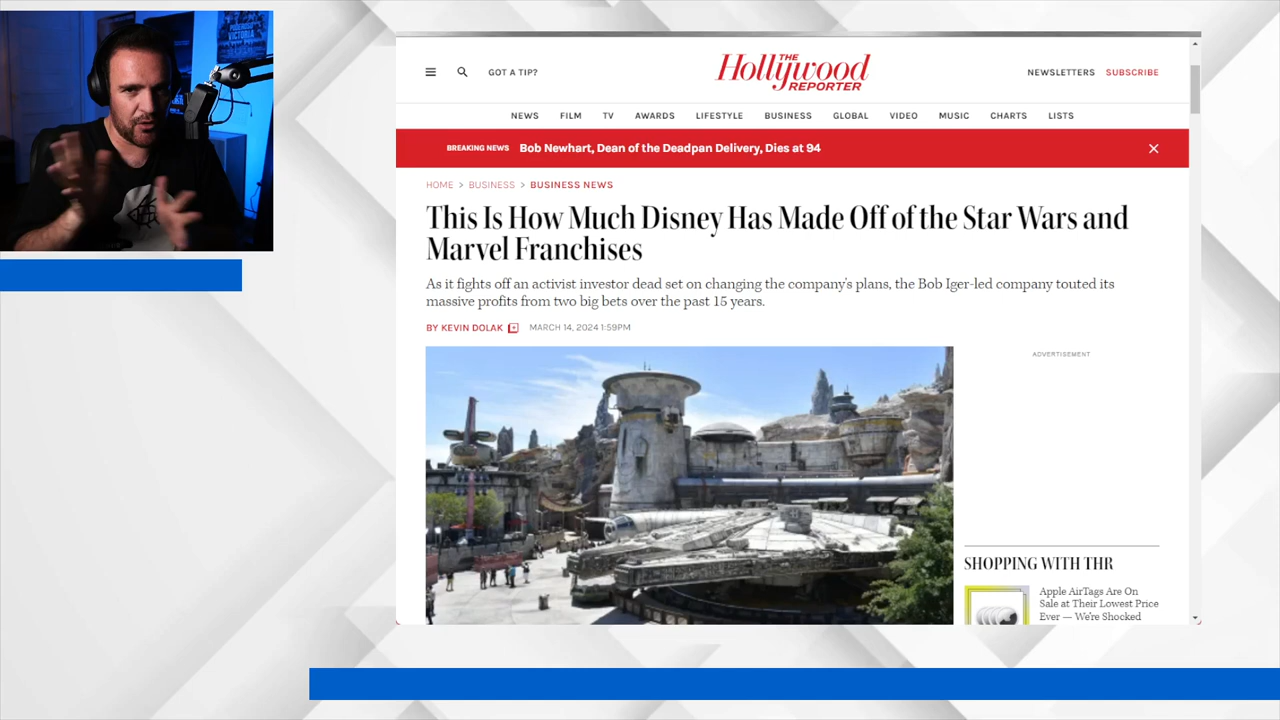 GOT A TIP?
THE
Hollywood
REPORTER
NEWSLETTERS SUBSCRIBE
NEWS FILM TV AWARDS LIFESTYLE BUSINESS GLOBAL VIDEO MUSIC CHARTS LISTS
BREAKING NEWS Bob Newhart, Dean of the Deadpan Delivery, Dies at 94
HOME > BUSINESS > BUSINESS NEWS
This Is How Much Disney Has Made Off of the Star Wars and
Marvel Franchises
As it fights off an activist investor dead set on changing the company's plans, the Bob Iger-led company touted its
massive profits from two big bets over the past 15 years.
BY KEVIN DOLAK MARCH 14, 2024 1:59PM
ADVERTISEMENT
SHOPPING WITH THR
Apple AirTags Are On
Sale at Their Lowest Price
Ever — We're Shocked
VICTORIA